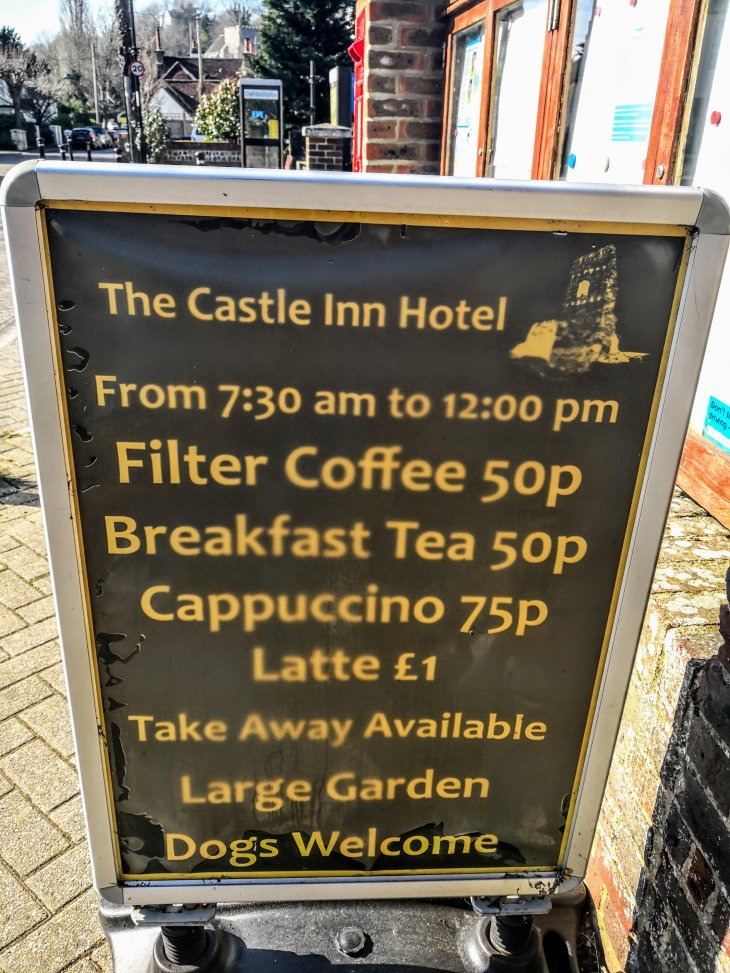 20
The Castle Inn Hotel
From 7:30 am to 12:00 pm
Filter Coffee 50p
Breakfast Tea 50p
Cappuccino 75p
Latte £1
Take Away Available
Large Garden
Dogs Welcome